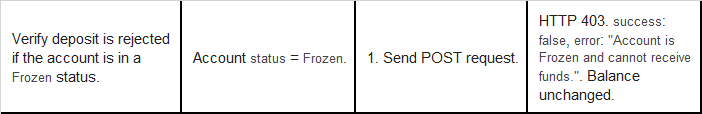 Verify deposit is rejected
if the account is in a
Frozen status.
Account status = Frozen.
1. Send POST request.
HTTP 403. success:
false, error: "Account is
Frozen and cannot receive
funds.". Balance
unchanged.